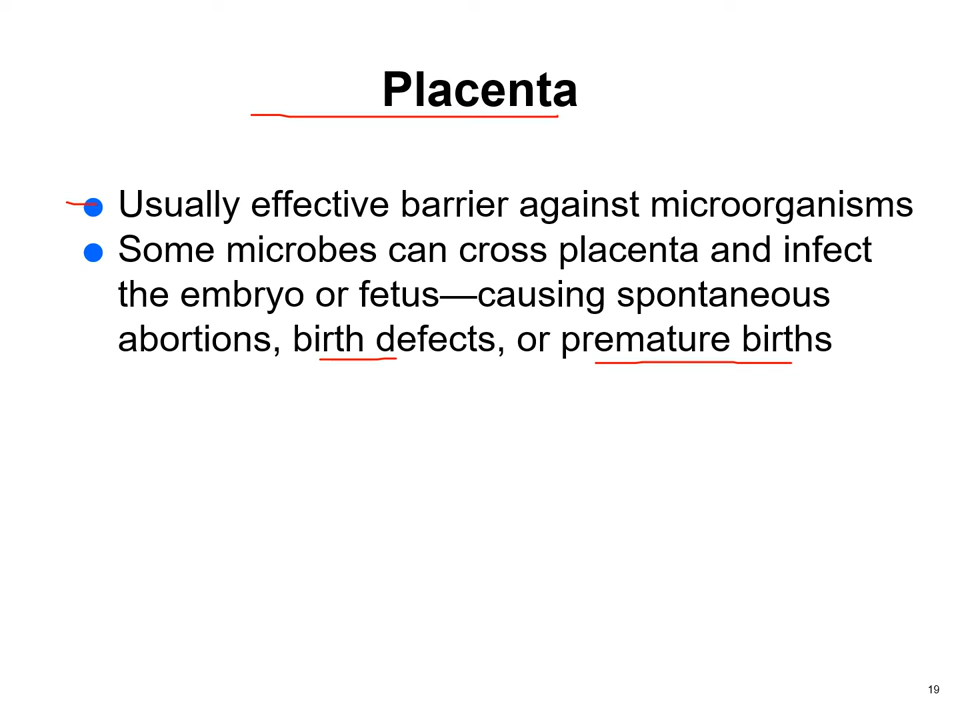 Placenta
Usually effective barrier against microorganisms
Some microbes can cross placenta and infect
the embryo or fetus—causing spontaneous
abortions, birth defects, or premature births
19